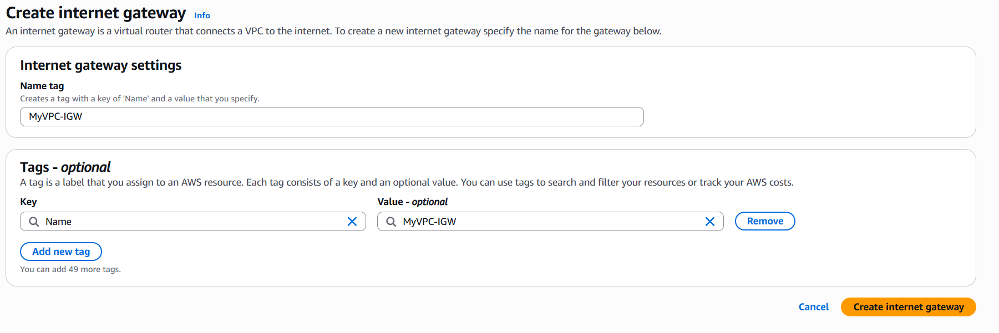 Create internet gateway Info
An internet gateway is a virtual router that connects a VPC to the internet. To create a new internet gateway specify the name for the gateway below.
Internet gateway settings
Name tag
Creates a tag with a key of 'Name' and a value that you specify.
MyVPC-IGW
Tags - optional
A tag is a label that you assign to an AWS resource. Each tag consists of a key and an optional value. You can use tags to search and filter your resources or track your AWS costs.
Key Value - optional
Name MyVPC-IGW Remove
Add new tag
You can add 49 more tags.
Cancel Create internet gateway